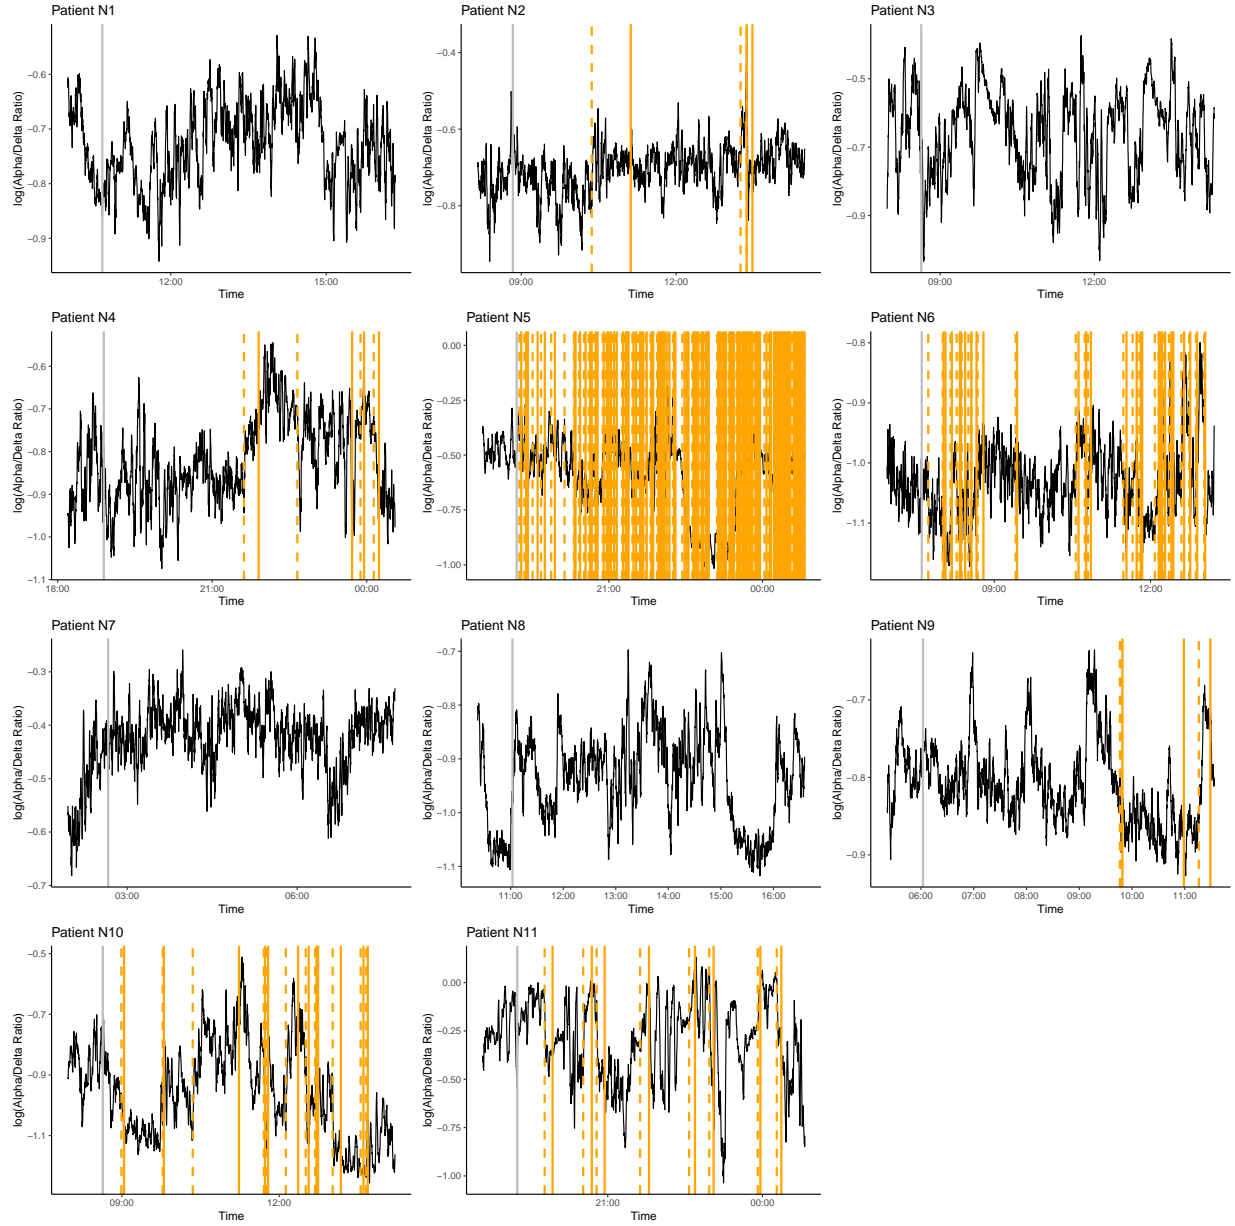 Patient N1
log(Alpha/Delta Ratio)
−0.6
−0.7
−0.8
−0.9
12:00
15:00
Time
Patient N2
log(Alpha/Delta Ratio)
−0.4
−0.6
−0.8
09:00
12:00
Time
Patient N3
log(Alpha/Delta Ratio)
−0.5
−0.7
−0.9
09:00
12:00
Time
Patient N4
log(Alpha/Delta Ratio)
−0.6
−0.7
−0.8
−0.9
−1.0
−1.1
18:00
21:00
00:00
Time
Patient N5
log(Alpha/Delta Ratio)
0.00
−0.25
−0.50
−0.75
−1.00
21:00
00:00
Time
Patient N6
log(Alpha/Delta Ratio)
−0.8
−0.9
−1.0
−1.1
09:00
12:00
Time
Patient N7
log(Alpha/Delta Ratio)
−0.3
−0.4
−0.5
−0.6
−0.7
03:00
06:00
Time
Patient N8
log(Alpha/Delta Ratio)
−0.7
−0.8
−0.9
−1.0
−1.1
11:00
12:00
13:00
14:00
15:00
16:00
Time
Patient N9
log(Alpha/Delta Ratio)
−0.7
−0.8
−0.9
06:00
07:00
08:00
09:00
10:00
11:00
Time
Patient N10
log(Alpha/Delta Ratio)
−0.5
−0.7
−0.9
−1.1
09:00
12:00
Time
Patient N11
log(Alpha/Delta Ratio)
0.00
−0.25
−0.50
−0.75
−1.00
21:00
00:00
Time